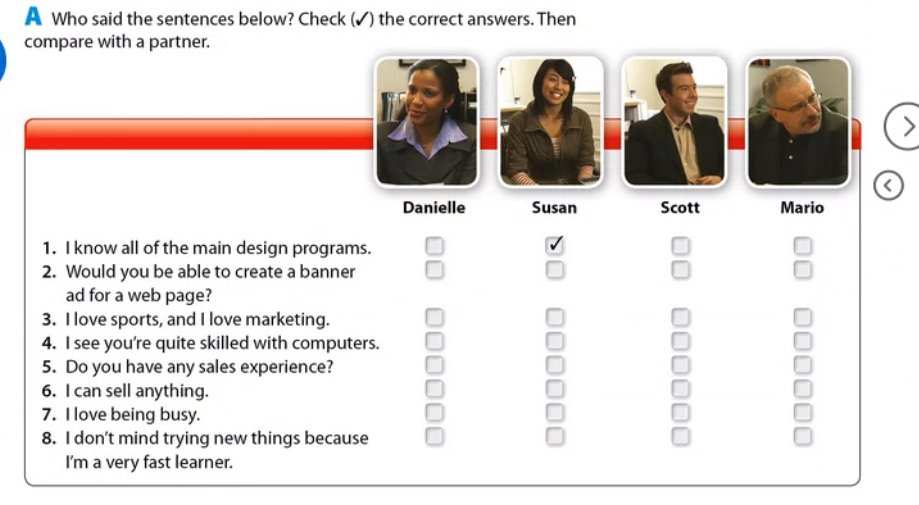 A Who said the sentences below? Check (✓) the correct answers. Then
compare with a partner.
Danielle Susan Scott Mario
1. I know all of the main design programs. ✓
2. Would you be able to create a banner
ad for a web page?
3. I love sports, and I love marketing.
4. I see you're quite skilled with computers.
5. Do you have any sales experience?
6. I can sell anything.
7. I love being busy.
8. I don't mind trying new things because
I'm a very fast learner.